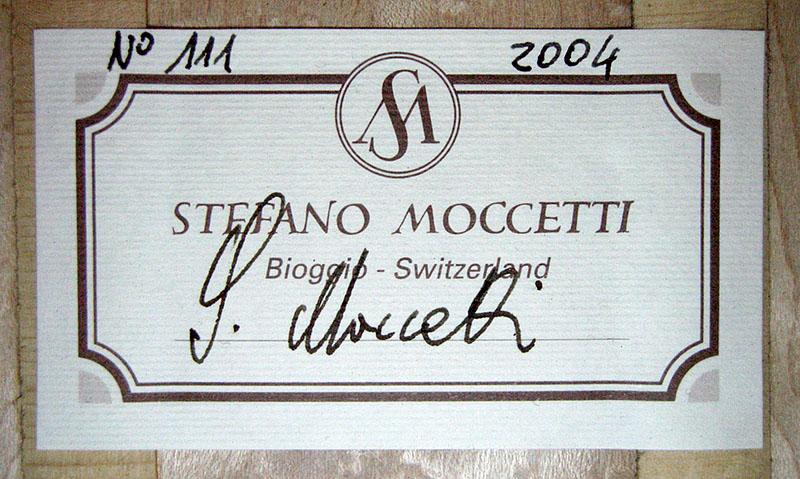 Nº 111 2004
SM
STEFANO MOCCETTI
Bioggio - Switzerland
S. Moccetti